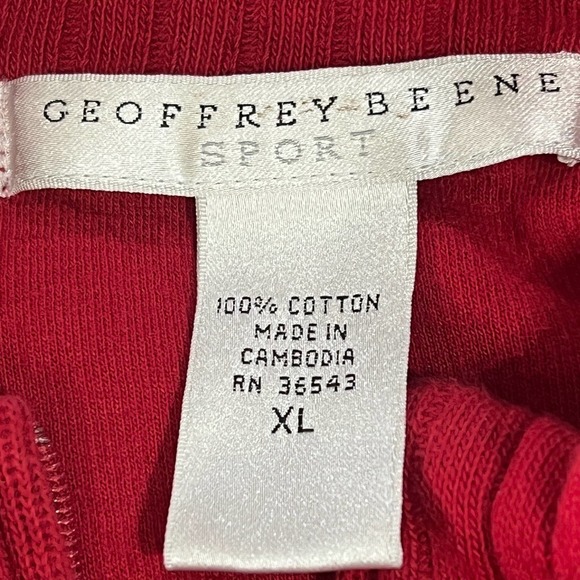 GEOFFREY BEENE
SPORT
100% COTTON
MADE IN
CAMBODIA
RN 36543
XL